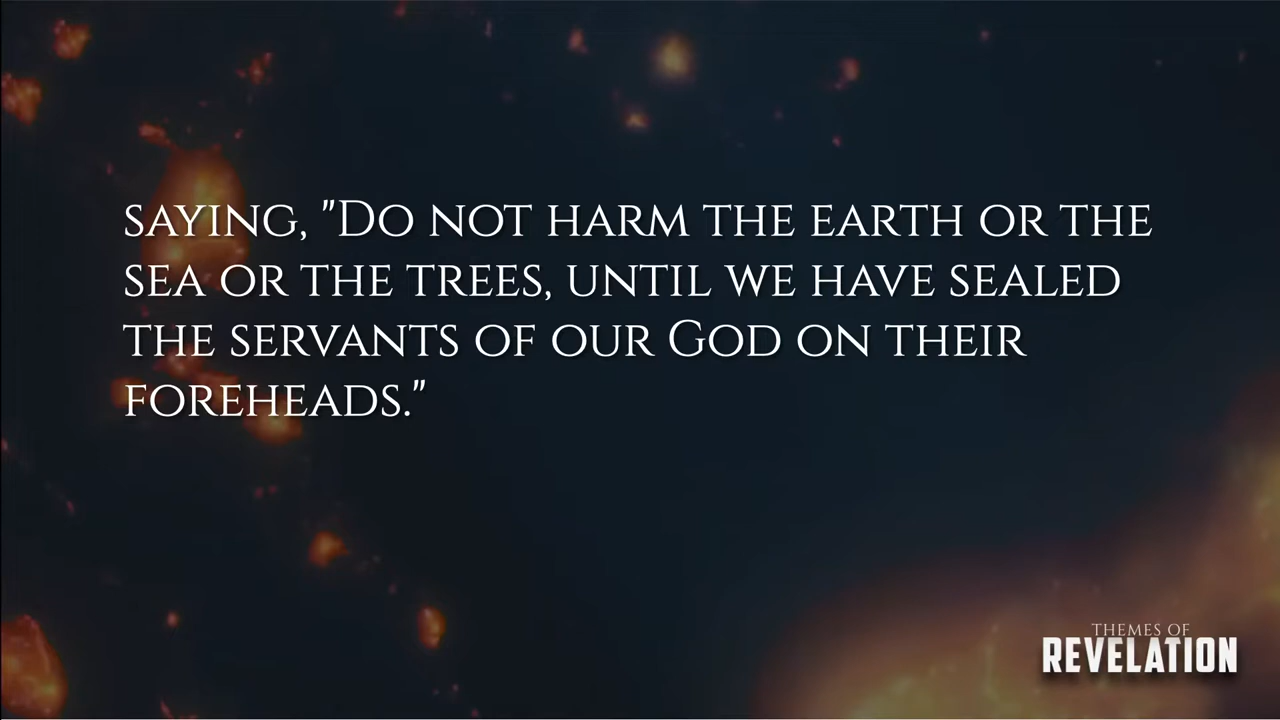 saying, "Do not harm the earth or the
sea or the trees, until we have sealed
the servants of our God on their
foreheads."
THEMES OF
REVELATION